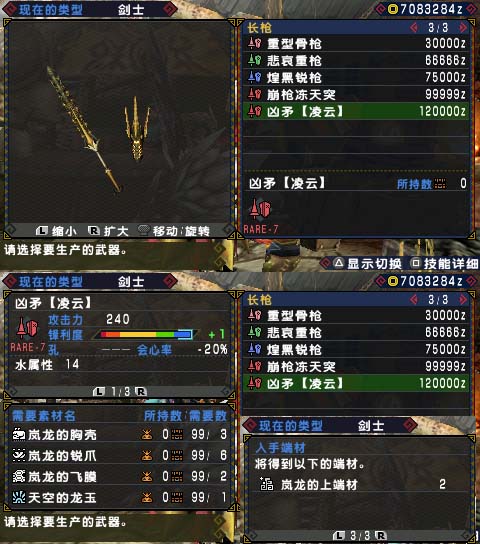 现在的类型 剑士
7083284z
长枪 3/3
重型骨枪 30000z
悲哀重枪 66666z
煌黑锐枪 75000z
崩枪冻天突 99999z
凶矛【凌云】 120000z
凶矛【凌云】 所持数 0
RARE-7
L 缩小 R 扩大 移动/旋转
请选择要生产的武器。
△显示切换 □技能详细
现在的类型 剑士
7083284z
凶矛【凌云】
攻击力 240
锋利度 +1
RARE-7
孔 --- 会心率 -20%
水属性 14
L 1/3 R
长枪 3/3
重型骨枪 30000z
悲哀重枪 66666z
煌黑锐枪 75000z
崩枪冻天突 99999z
凶矛【凌云】 120000z
需要素材名 所持数/需要数
岚龙的胸壳 0 99/ 3
岚龙的锐爪 0 99/ 6
岚龙的飞膜 0 99/ 2
天空的龙玉 0 99/ 1
请选择要生产的武器。
现在的类型 剑士
入手端材
将得到以下的端材。
岚龙的上端材 2
L 3/3 R